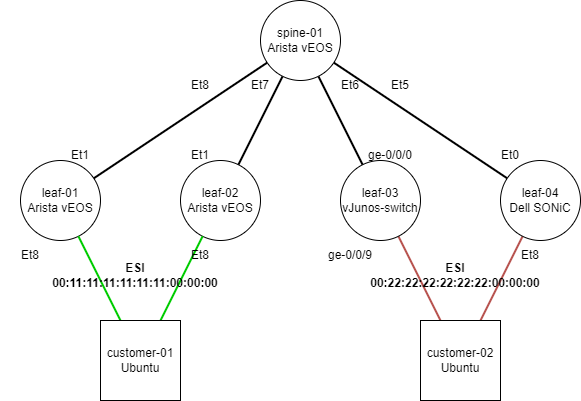 spine-01
Arista vEOS
Et8
Et7
Et6
Et5
Et1
Et1
ge-0/0/0
Et0
leaf-01
Arista vEOS
leaf-02
Arista vEOS
leaf-03
vJunos-switch
leaf-04
Dell SONiC
Et8
Et8
ge-0/0/9
Et8
ESI
00:11:11:11:11:11:11:00:00:00
ESI
00:22:22:22:22:22:22:00:00:00
customer-01
Ubuntu
customer-02
Ubuntu